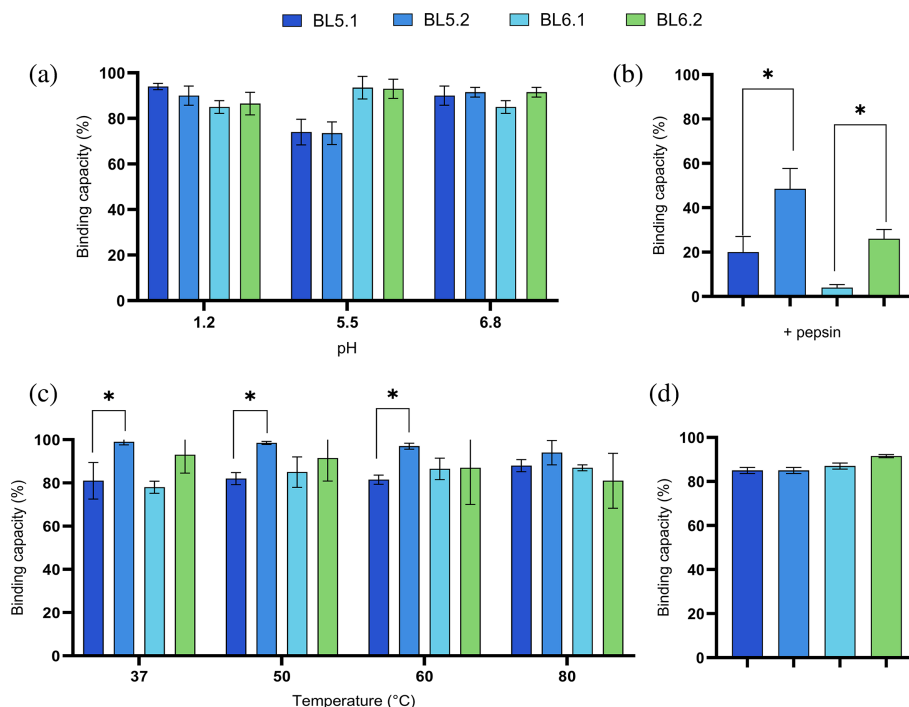 BL5.1 BL5.2 BL6.1 BL6.2
(a)
Binding capacity (%)
100
80
60
40
20
0
1.2 5.5 6.8
pH
(b)
Binding capacity (%)
100
80
60
40
20
0
* *
+ pepsin
(c)
Binding capacity (%)
100
80
60
40
20
0
* * *
37 50 60 80
Temperature (°C)
(d)
Binding capacity (%)
100
80
60
40
20
0